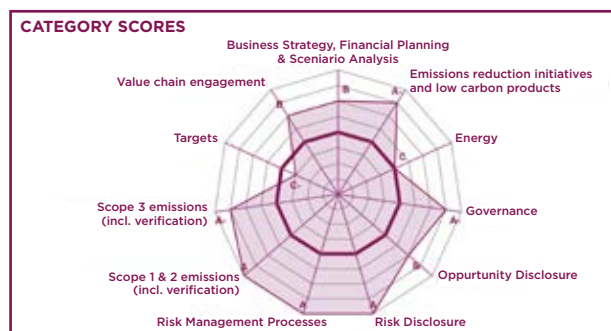 CATEGORY SCORES
Business Strategy, Financial Planning
& Sceniario Analysis
Value chain engagement
Emissions reduction initiatives
and low carbon products
B
A-
B
Targets
Energy
C
C-
Scope 3 emissions
(incl. verification)
A-
A-
Governance
Scope 1 & 2 emissions
(incl. verification)
Oppurtunity Disclosure
A
A
Risk Management Processes
Risk Disclosure